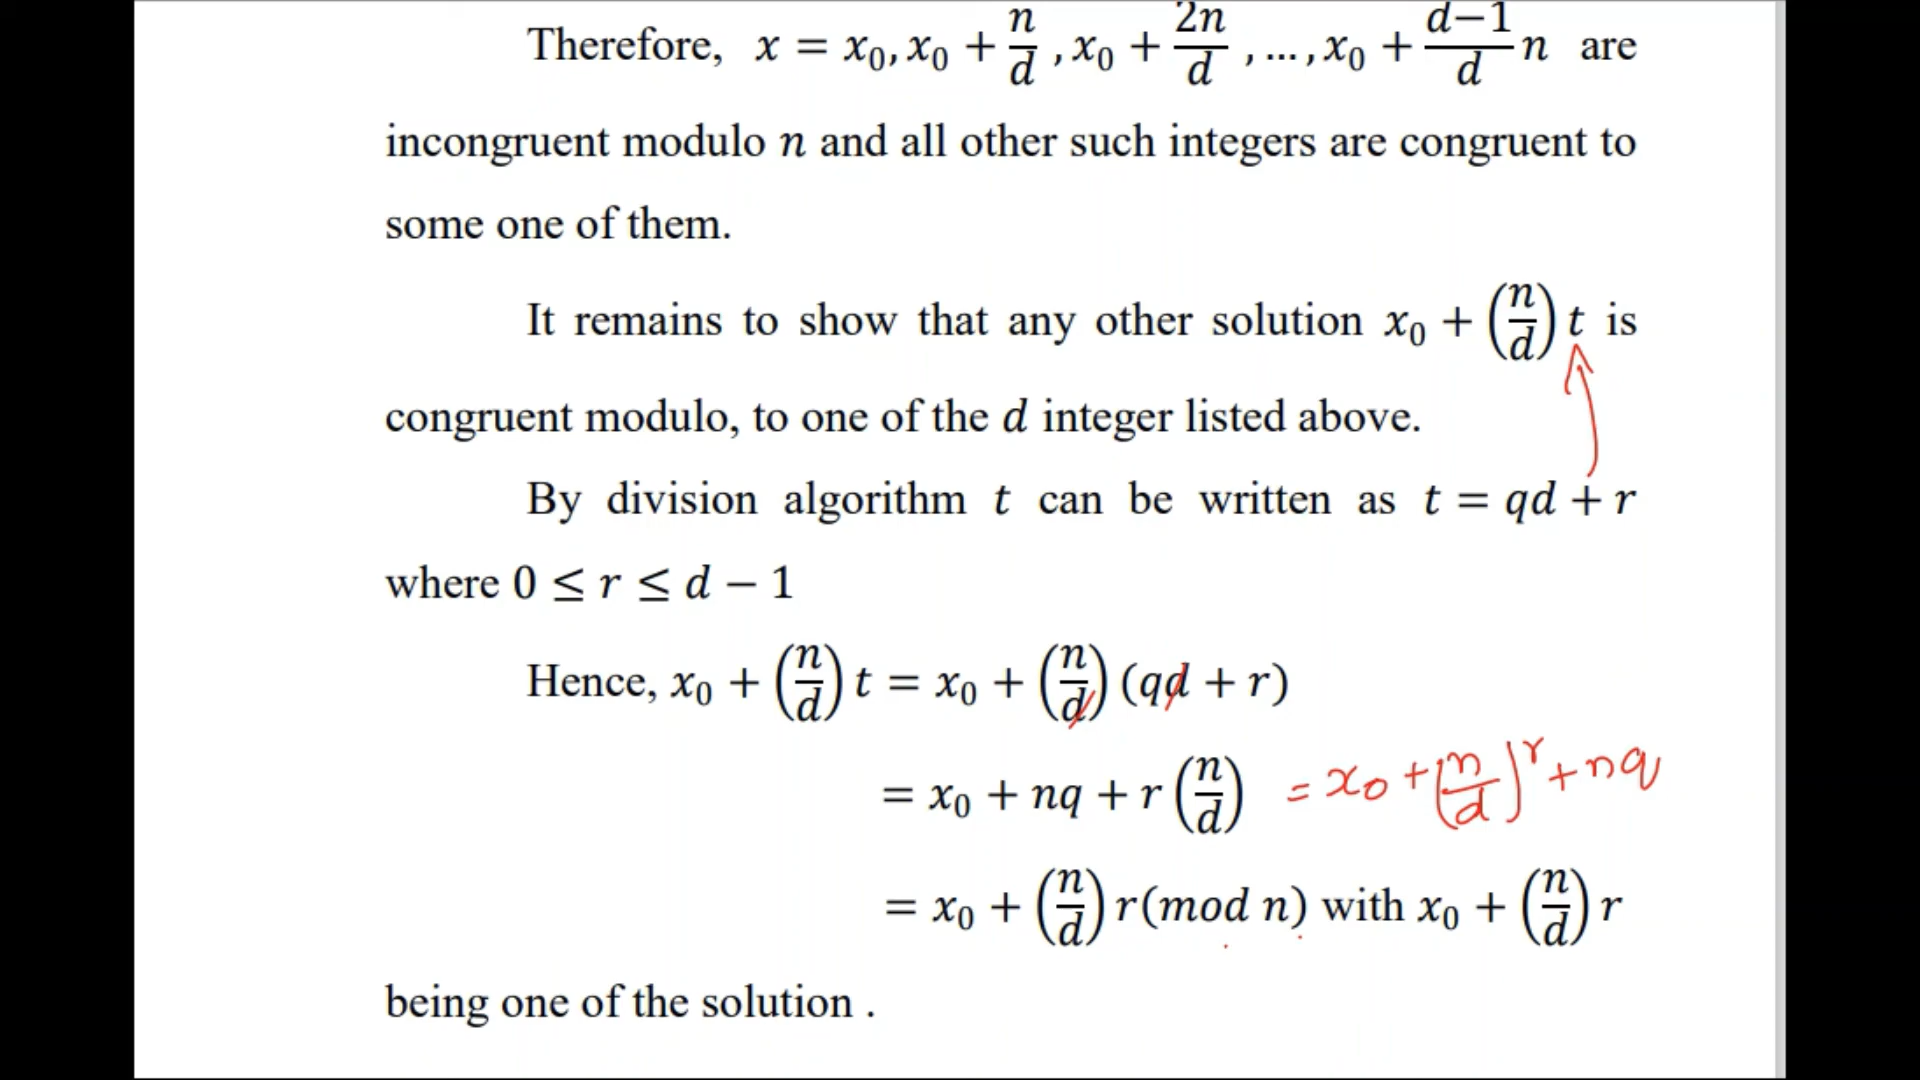 Therefore, x = x₀, x₀ + n/d , x₀ + 2n/d , ..., x₀ + (d−1)/d n are
incongruent modulo n and all other such integers are congruent to
some one of them.
It remains to show that any other solution x₀ + (n/d) t is
congruent modulo, to one of the d integer listed above.
By division algorithm t can be written as t = qd + r
where 0 ≤ r ≤ d − 1
Hence, x₀ + (n/d) t = x₀ + (n/d) (qd + r)
= x₀ + nq + r (n/d) = x₀ + (n/d) r + nq
= x₀ + (n/d) r(mod n) with x₀ + (n/d) r
being one of the solution .